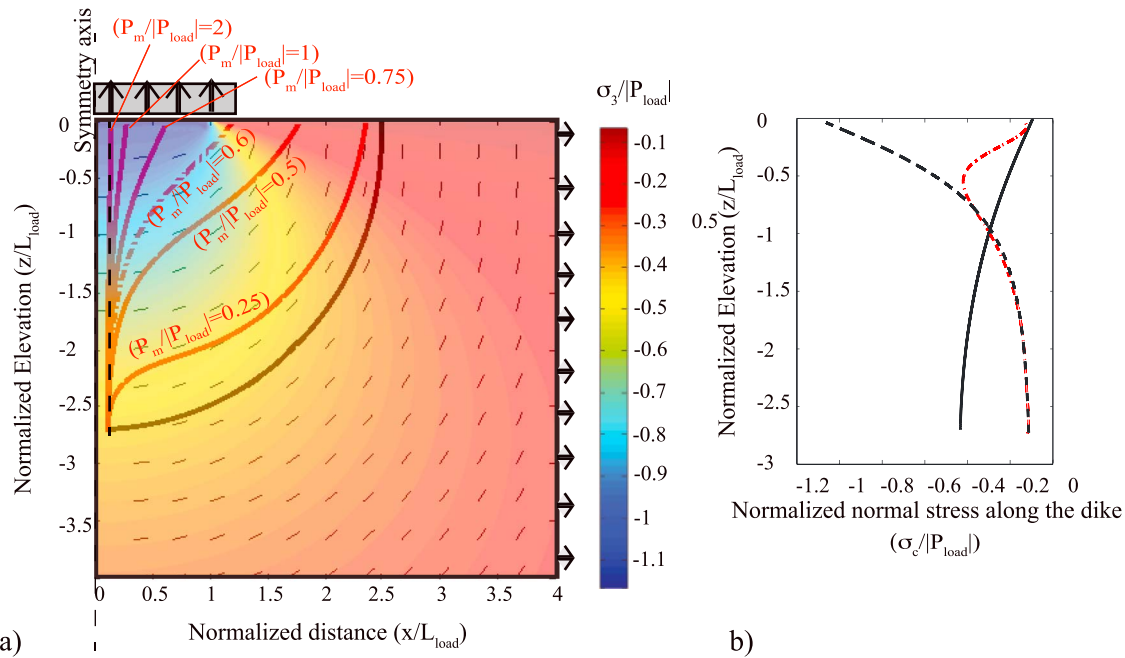 Symmetry axis
(Pm/|Pload|=2)
(Pm/|Pload|=1)
(Pm/|Pload|=0.75)
(Pm/|Pload|=0.6)
(Pm/|Pload|=0.5)
(Pm/|Pload|=0.25)
Normalized Elevation (z/Lload)
0
-0.5
-1
-1.5
-2
-2.5
-3
-3.5
0
0.5
1
1.5
2
2.5
3
3.5
4
Normalized distance (x/Lload)
a)
σ3/|Pload|
-0.1
-0.2
-0.3
-0.4
-0.5
-0.6
-0.7
-0.8
-0.9
-1
-1.1
Normalized Elevation (z/Lload)
0.5
0
-0.5
-1
-1.5
-2
-2.5
-3
-1.2
-1
-0.8
-0.6
-0.4
-0.2
0
Normalized normal stress along the dike
(σc/|Pload|)
b)